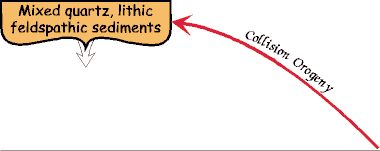 Mixed quartz, lithic
feldspathic sediments
Collision Orogeny